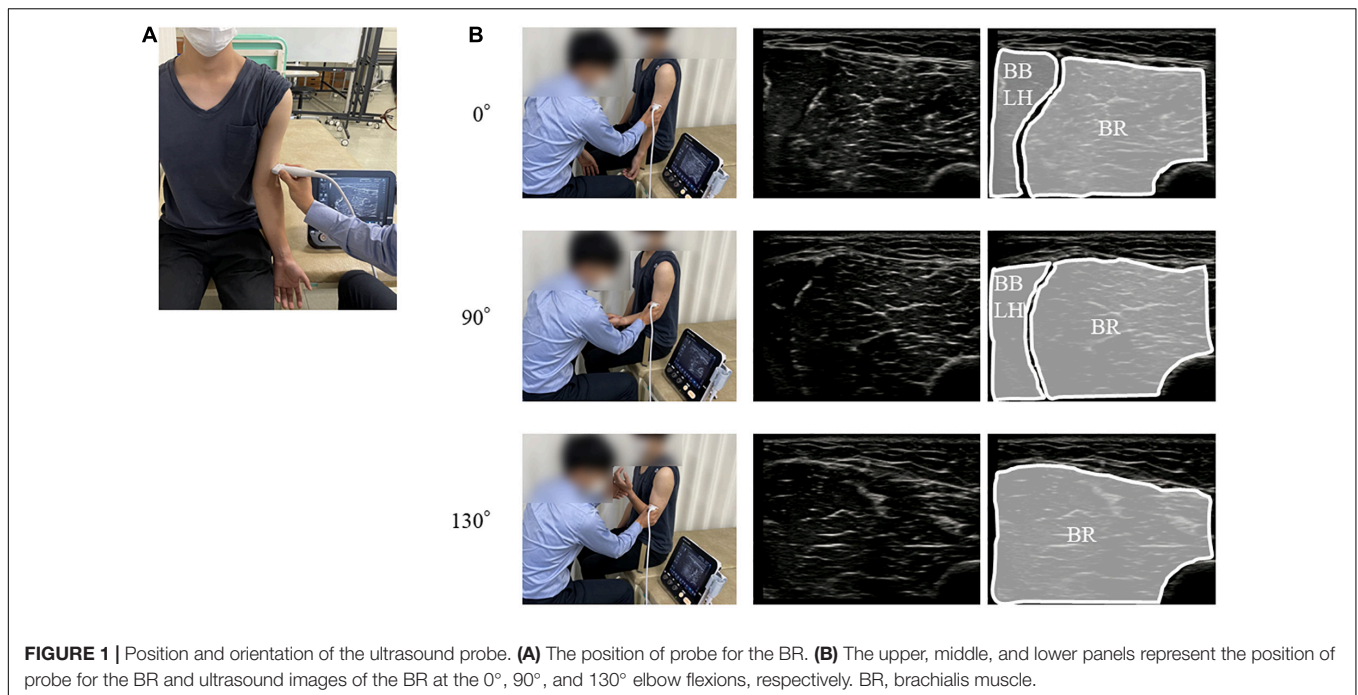 A
B
0°
BB
LH
BR
90°
BB
LH
BR
130°
BR
FIGURE 1 | Position and orientation of the ultrasound probe. (A) The position of probe for the BR. (B) The upper, middle, and lower panels represent the position of
probe for the BR and ultrasound images of the BR at the 0°, 90°, and 130° elbow flexions, respectively. BR, brachialis muscle.